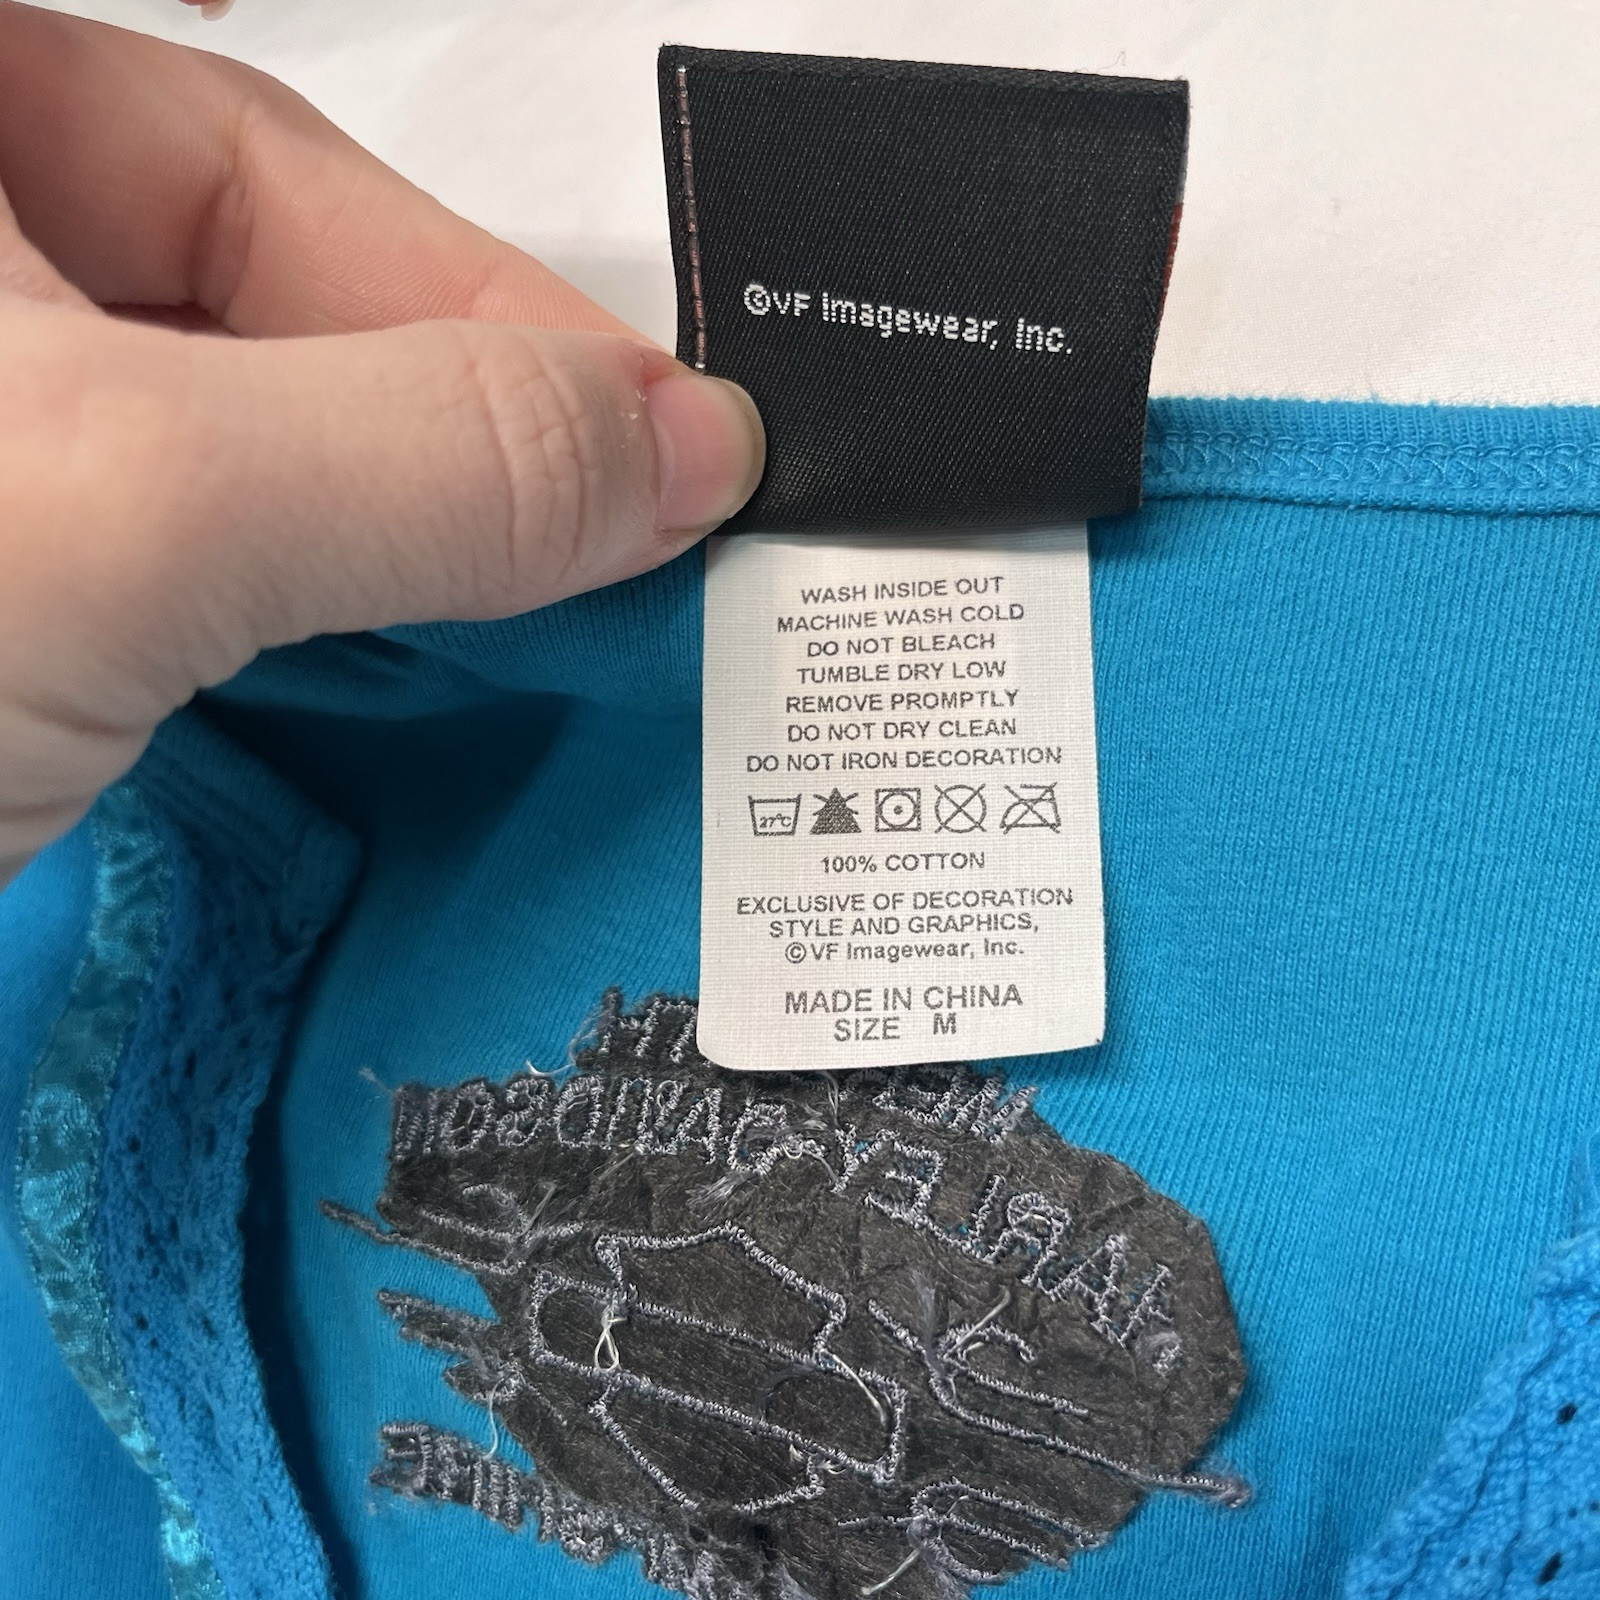 ©VF Imagewear, Inc.
WASH INSIDE OUT
MACHINE WASH COLD
DO NOT BLEACH
TUMBLE DRY LOW
REMOVE PROMPTLY
DO NOT DRY CLEAN
DO NOT IRON DECORATION
27°C
100% COTTON
EXCLUSIVE OF DECORATION
STYLE AND GRAPHICS,
©VF Imagewear, Inc.
MADE IN CHINA
SIZE M
HARLEY-DAVIDSON